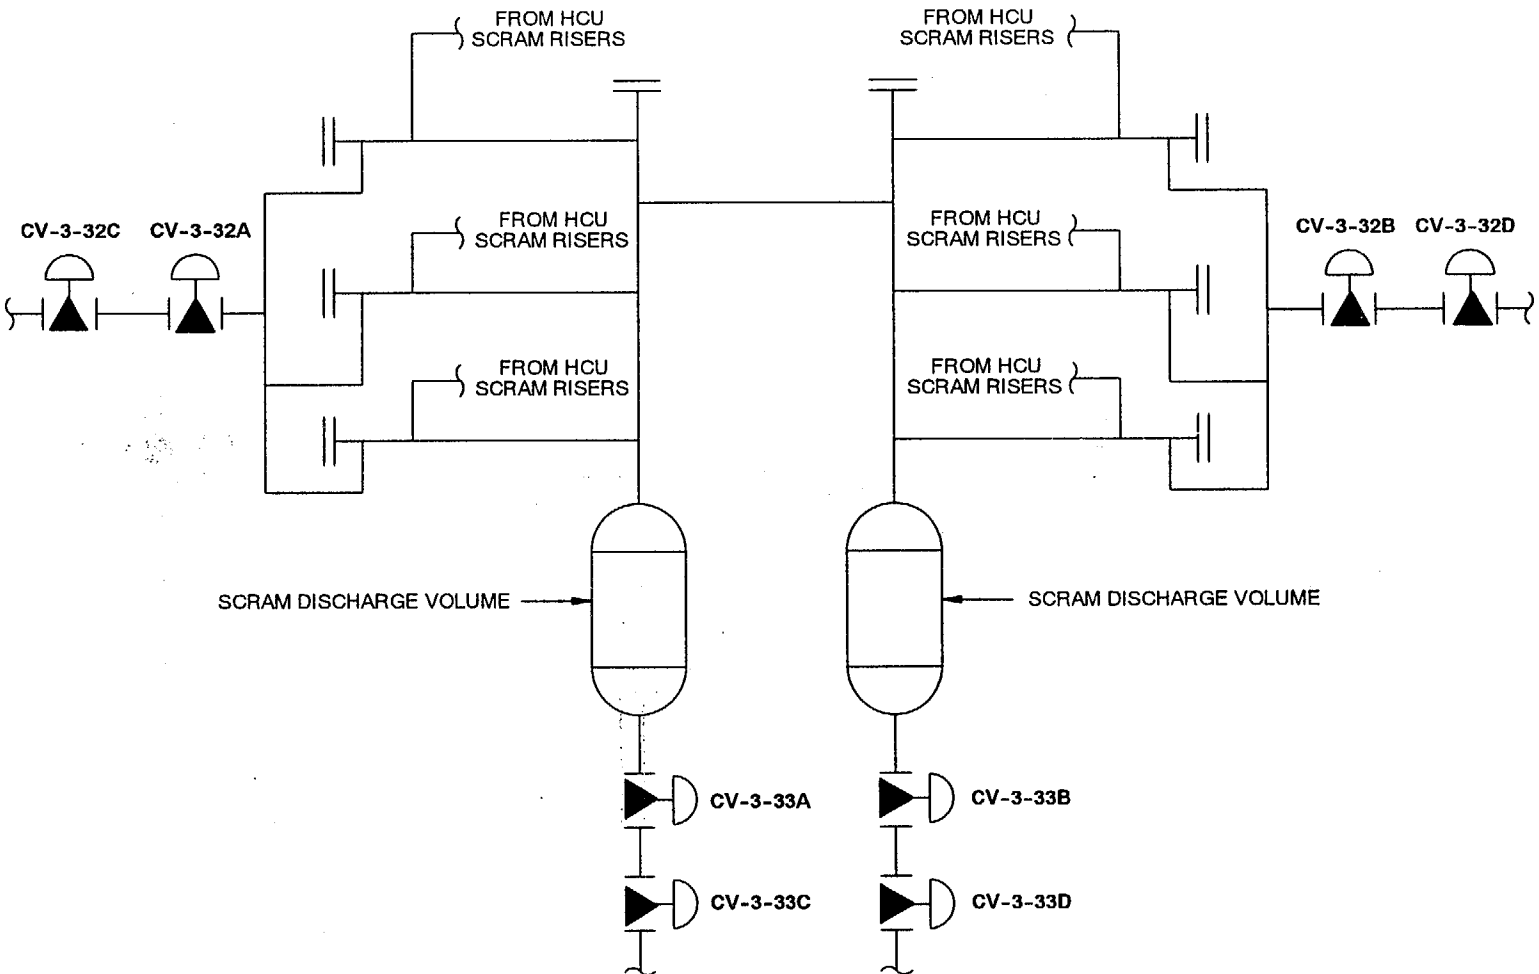 FROM HCU
SCRAM RISERS
FROM HCU
SCRAM RISERS
FROM HCU
SCRAM RISERS
FROM HCU
SCRAM RISERS
CV-3-32C CV-3-32A
CV-3-32B CV-3-32D
FROM HCU
SCRAM RISERS
FROM HCU
SCRAM RISERS
SCRAM DISCHARGE VOLUME
SCRAM DISCHARGE VOLUME
CV-3-33A
CV-3-33B
CV-3-33C
CV-3-33D